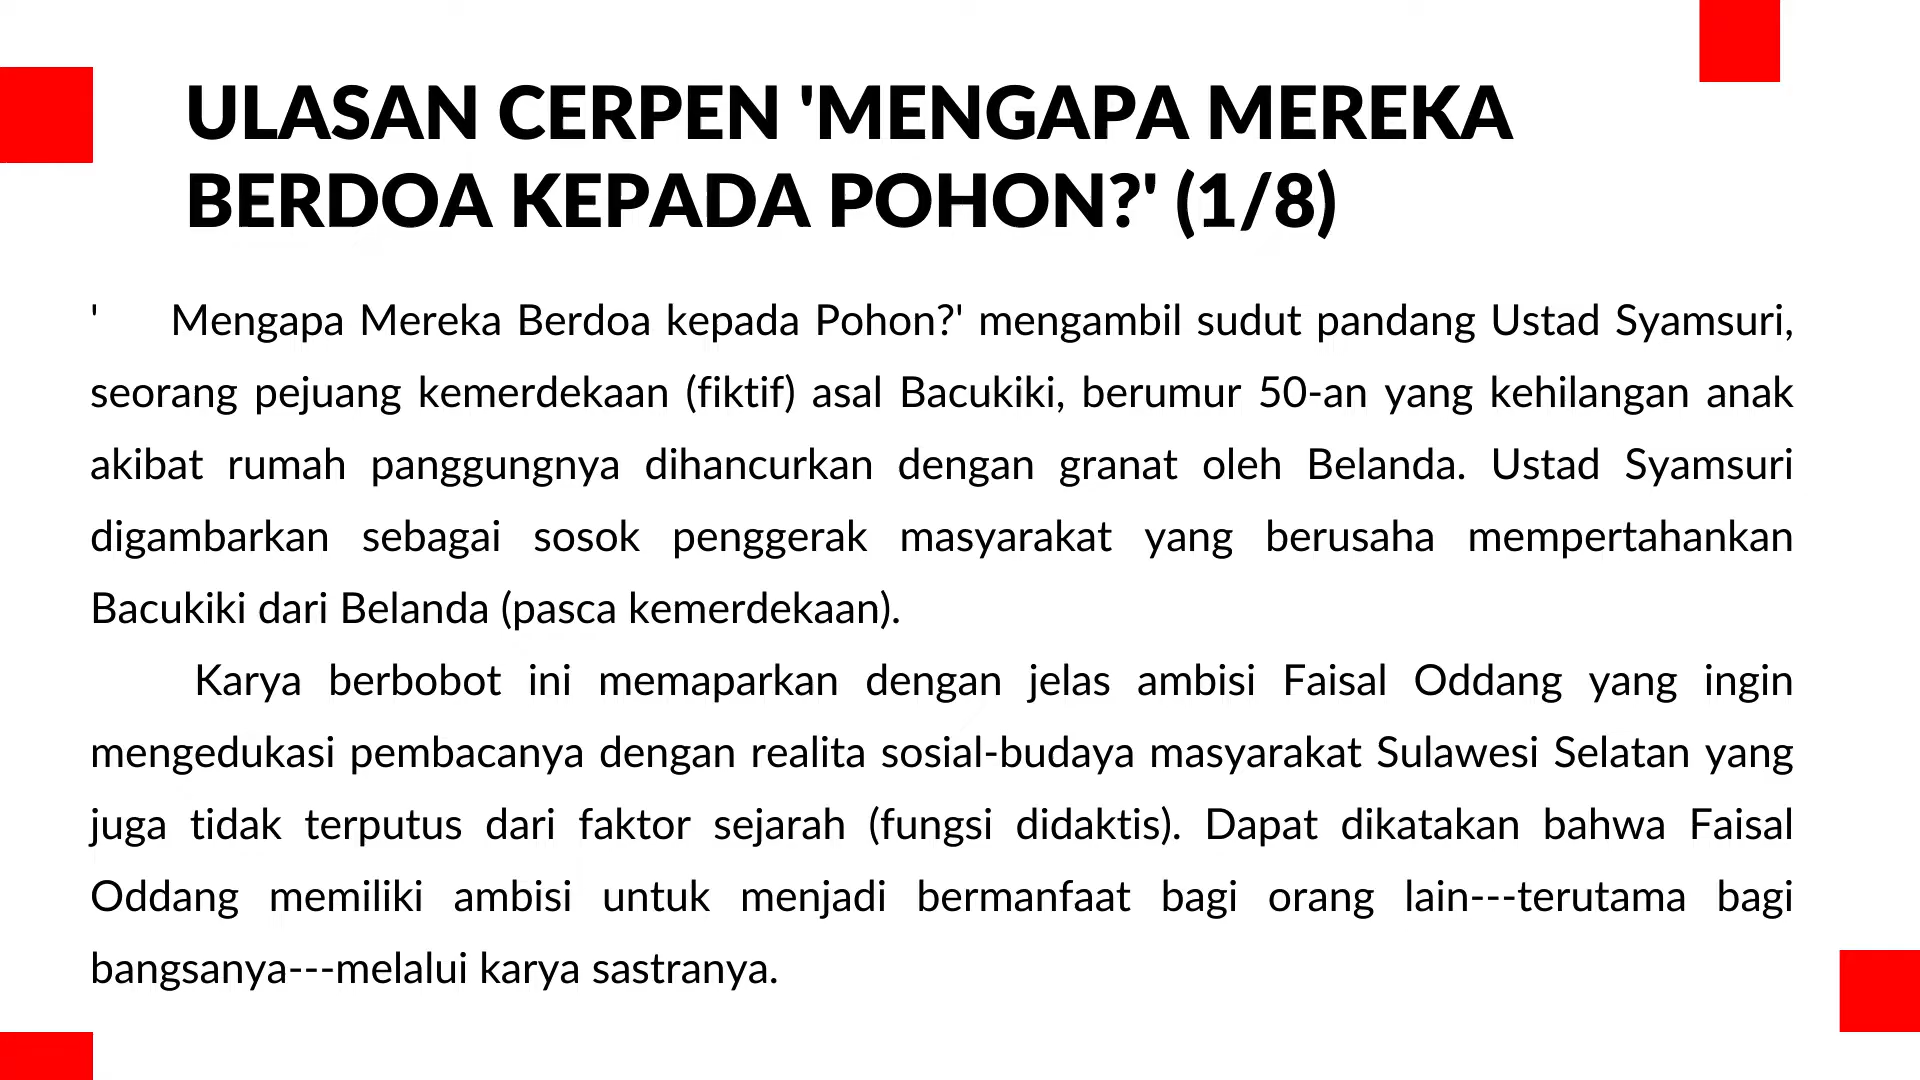 ULASAN CERPEN 'MENGAPA MEREKA
BERDOA KEPADA POHON?' (1/8)
' Mengapa Mereka Berdoa kepada Pohon?' mengambil sudut pandang Ustad Syamsuri,
seorang pejuang kemerdekaan (fiktif) asal Bacukiki, berumur 50-an yang kehilangan anak
akibat rumah panggungnya dihancurkan dengan granat oleh Belanda. Ustad Syamsuri
digambarkan sebagai sosok penggerak masyarakat yang berusaha mempertahankan
Bacukiki dari Belanda (pasca kemerdekaan).
Karya berbobot ini memaparkan dengan jelas ambisi Faisal Oddang yang ingin
mengedukasi pembacanya dengan realita sosial-budaya masyarakat Sulawesi Selatan yang
juga tidak terputus dari faktor sejarah (fungsi didaktis). Dapat dikatakan bahwa Faisal
Oddang memiliki ambisi untuk menjadi bermanfaat bagi orang lain---terutama bagi
bangsanya---melalui karya sastranya.